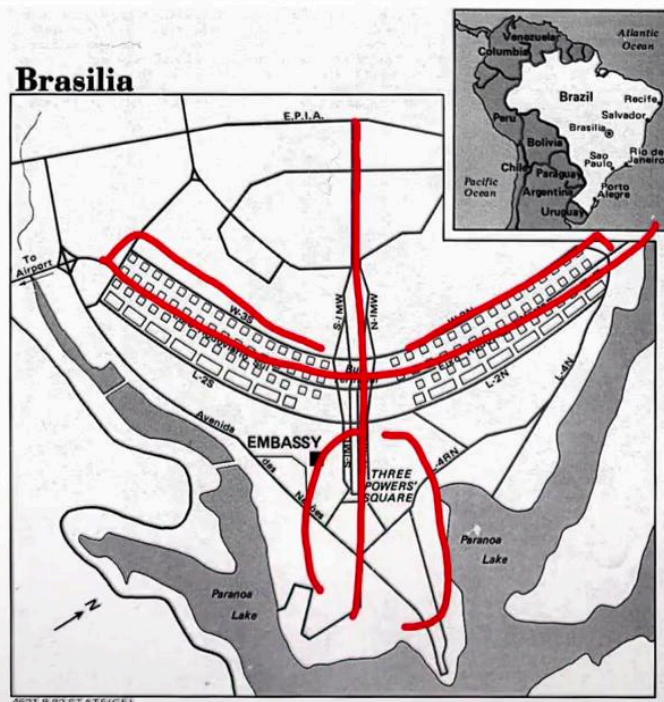 Brasilia
Atlantic
Ocean
Venezuela
Columbia
Brazil
Recife
Peru
Salvador
Brasilia
Bolivia
Rio de
Janeiro
Sao
Paulo
Chile
Paraguay
Pacific
Ocean
Argentina
Porto
Alegre
Uruguay
E.P.I.A.
To
Airport
W-3S
S-1MW
N-1MW
L-2S
L-2N
L-4N
Avenida
das
EMBASSY
L-4RN
THREE
POWERS'
SQUARE
Paranoa
Lake
Paranoa
Lake
N